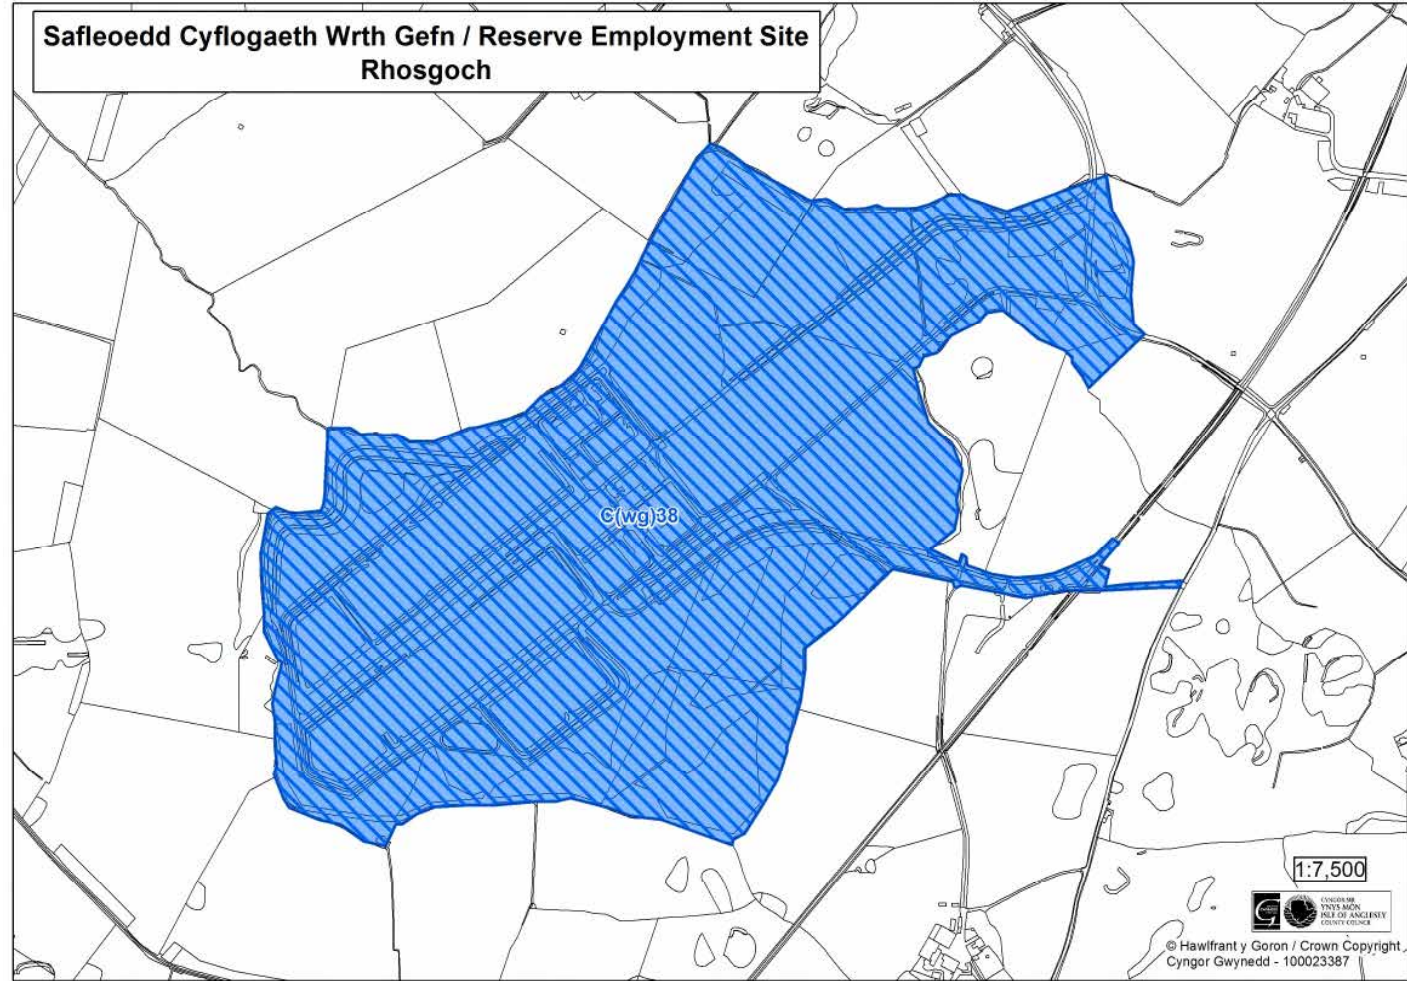 Safleoedd Cyflogaeth Wrth Gefn / Reserve Employment Site
Rhosgoch
C(wg)38
1:7,500
CYNGOR SIR
YNYS MÔN
ISLE OF ANGLESEY
COUNTY COUNCIL
© Hawlfraint y Goron / Crown Copyright
Cyngor Gwynedd - 100023387